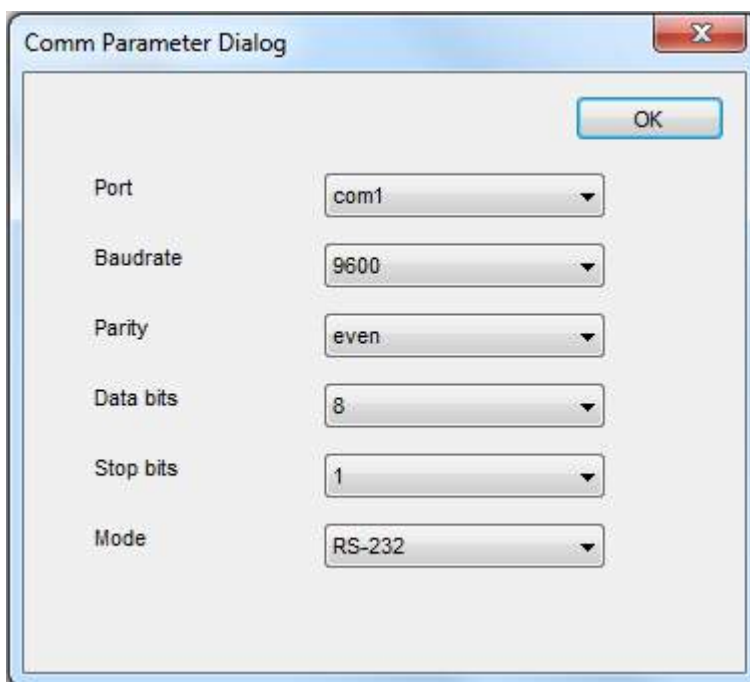 Comm Parameter Dialog
OK
Port com1
Baudrate 9600
Parity even
Data bits 8
Stop bits 1
Mode RS-232